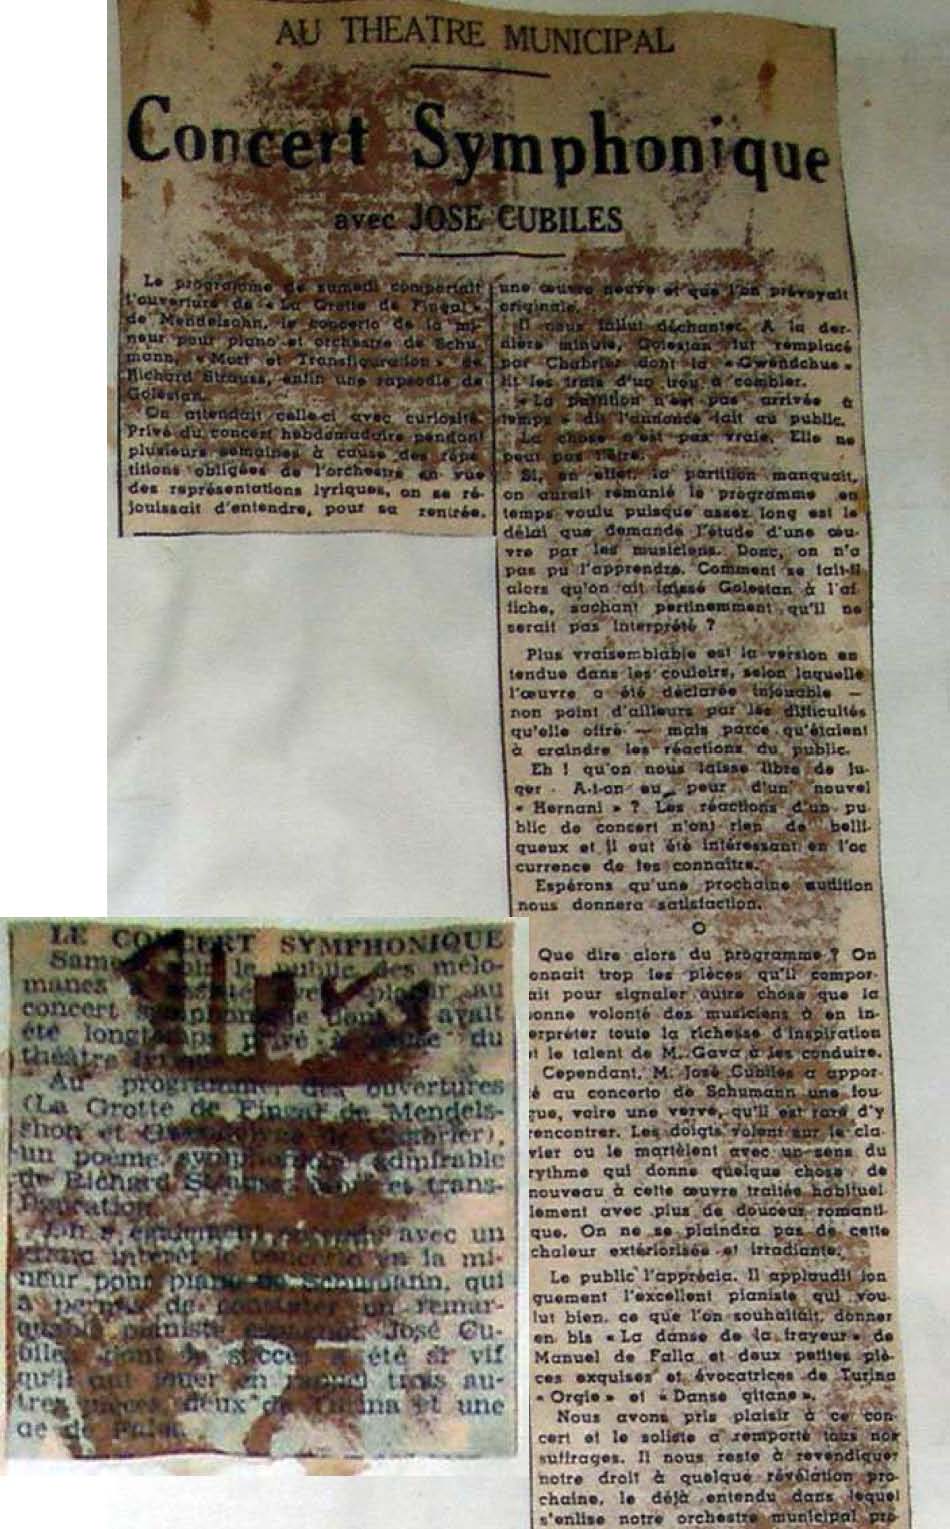 AU THEATRE MUNICIPAL
Concert Symphonique
avec JOSE CUBILES
Le programme de samedi comportait
l'ouverture de « La Grotte de Fingal »
de Mendelsohn, le concerto de la mi-
neur pour piano et orchestre de Schu
mann, « Mort et Transfiguration » de
Richard Strauss, enfin une rapsodie de
Golestan.
On attendait celle-ci avec curiosité.
Privé du concert hebdomadaire pendant
plusieurs semaines à cause des répé
titions obligées de l'orchestre en vue
des représentations lyriques, on se ré-
jouissait d'entendre, pour sa rentrée,
une œuvre neuve et que l'on prévoyait
originale.
Il nous fallut déchanter. A la der-
nière minute, Golestan fut remplacé
par Chabrier dont la « Gwendchue »
fit les frais d'un trou à combler.
« La partition n'est pas arrivée à
temps » dit l'annonce fait au public.
La chose n'est pas vraie. Elle ne
peut pas l'être.
Si, en effet, la partition manquait,
on aurait remanié le programme en
temps voulu puisque assez long est le
délai que demande l'étude d'une œu-
vre par les musiciens. Donc, on n'a
pas pu l'apprendre. Comment se fait-il
alors qu'on ait laissé Golestan à l'af
fiche, sachant pertinemment qu'il ne
serait pas interprété ?
Plus vraisemblable est la version en
tendue dans les couloirs, selon laquelle
l'œuvre a été déclarée injouable —
non point d'ailleurs par les difficultés
qu'elle offre — mais parce qu'étaient
à craindre les réactions du public.
Eh ! qu'on nous laisse libre de ju-
ger. A-t-on eu peur d'un nouvel
« Hernani » ? Les réactions d'un pu
blic de concert n'ont rien de belli-
queux et il eut été intéressant en l'oc
currence de les connaître.
Espérons qu'une prochaine audition
nous donnera satisfaction.
O
Que dire alors du programme ? On
onnait trop les pièces qu'il compor-
ait pour signaler autre chose que la
onne volonté des musiciens à en in-
erpréter toute la richesse d'inspiration
t le talent de M. Gava à les conduire.
Cependant, M. José Cubiles a appor-
é au concerto de Schumann une fou-
gue, voire une verve, qu'il est rare d'y
rencontrer. Les doigts volent sur le cla-
vier ou le martèlent avec un sens du
rythme qui donne quelque chose de
nouveau à cette œuvre traitée habituel
lement avec plus de douceur romanti-
que. On ne se plaindra pas de cette
chaleur extériorisée et irradiante.
Le public l'apprécia. Il applaudit lon
guement l'excellent pianiste qui vou-
lut bien, ce que l'on souhaitait, donner
en bis « La danse de la frayeur » de
Manuel de Falla et deux petites piè-
ces exquises et évocatrices de Turina
« Orgie » et « Danse gitane ».
Nous avons pris plaisir à ce con-
cert et le soliste a remporté tous nos
suffrages. Il nous reste à revendiquer
notre droit à quelque révélation pro-
chaine, le déjà entendu dans lequel
s'enlise notre orchestre municipal pré-
LE CONCERT SYMPHONIQUE
le public des mélo-
manes plaisir au
concert avait
été longtemps privé à cause du
théâtre
Au programme, des ouvertures
(La Grotte de Fingal de Mendels-
shon et de Chabrier),
un poème symphonique admirable
de Richard Strauss et trans-
figuration.
On a également avec un
grand intérêt le concerto en la mi-
neur pour piano de Schumann, qui
a permis de constater un remar-
quable pianiste espagnol José Cu-
biles dont le succès a été si vif
qu'il dut jouer en rappel trois au-
tres pièces, deux de Turina et une
de de Falla.